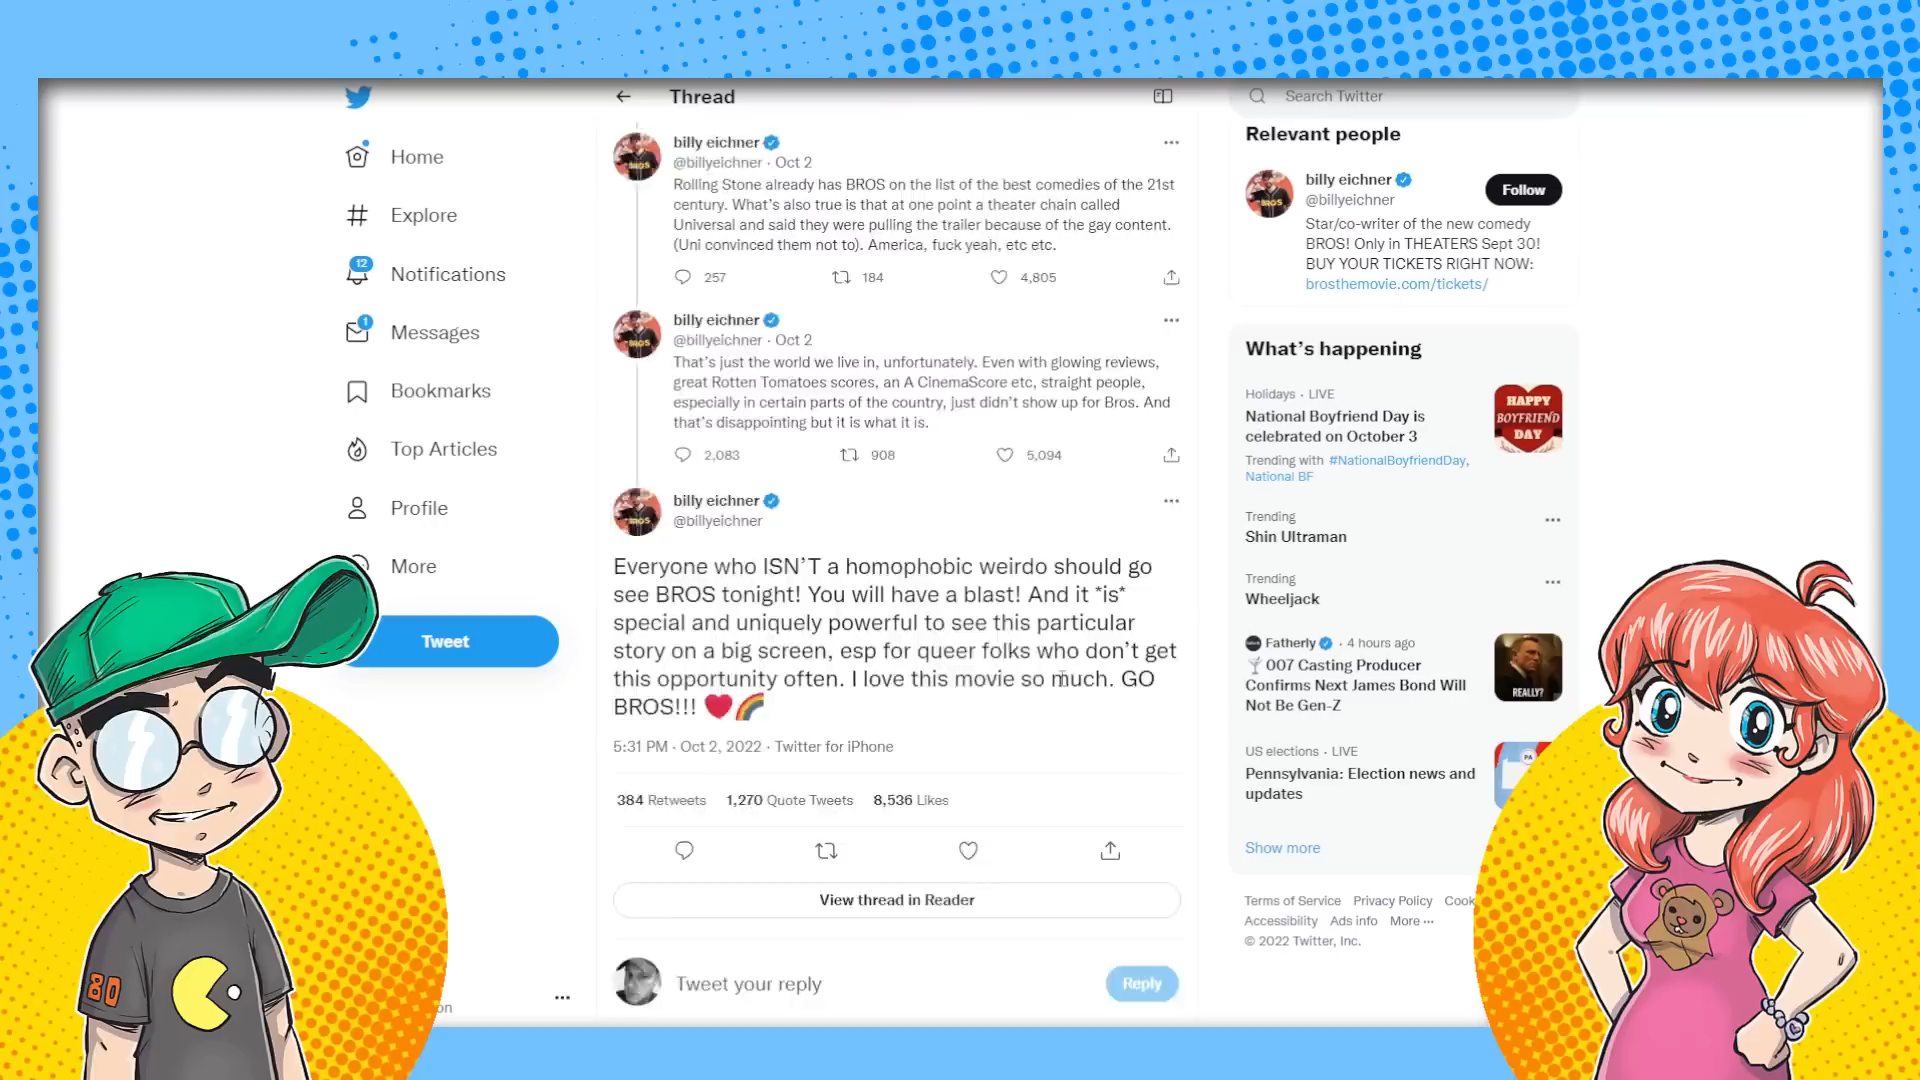 Home
Explore
12
Notifications
1
Messages
Bookmarks
Top Articles
Profile
More
Tweet
Thread
billy eichner
@billyeichner · Oct 2
Rolling Stone already has BROS on the list of the best comedies of the 21st
century. What's also true is that at one point a theater chain called
Universal and said they were pulling the trailer because of the gay content.
(Uni convinced them not to). America, fuck yeah, etc etc.
257 184 4,805
billy eichner
@billyeichner · Oct 2
That's just the world we live in, unfortunately. Even with glowing reviews,
great Rotten Tomatoes scores, an A CinemaScore etc, straight people,
especially in certain parts of the country, just didn't show up for Bros. And
that's disappointing but it is what it is.
2,083 908 5,094
billy eichner
@billyeichner
Everyone who ISN'T a homophobic weirdo should go
see BROS tonight! You will have a blast! And it *is*
special and uniquely powerful to see this particular
story on a big screen, esp for queer folks who don't get
this opportunity often. I love this movie so much. GO
BROS!!! ❤️🌈
5:31 PM · Oct 2, 2022 · Twitter for iPhone
384 Retweets 1,270 Quote Tweets 8,536 Likes
View thread in Reader
Tweet your reply
Reply
Search Twitter
Relevant people
billy eichner
@billyeichner
Follow
Star/co-writer of the new comedy
BROS! Only in THEATERS Sept 30!
BUY YOUR TICKETS RIGHT NOW:
brosthemovie.com/tickets/
What's happening
Holidays · LIVE
National Boyfriend Day is
celebrated on October 3
Trending with #NationalBoyfriendDay,
National BF
HAPPY
BOYFRIEND
DAY
Trending
Shin Ultraman
Trending
Wheeljack
Fatherly · 4 hours ago
🍸 007 Casting Producer
Confirms Next James Bond Will
Not Be Gen-Z
REALLY?
US elections · LIVE
Pennsylvania: Election news and
updates
PA
Show more
Terms of Service Privacy Policy Cook
Accessibility Ads info More ···
© 2022 Twitter, Inc.
on
80